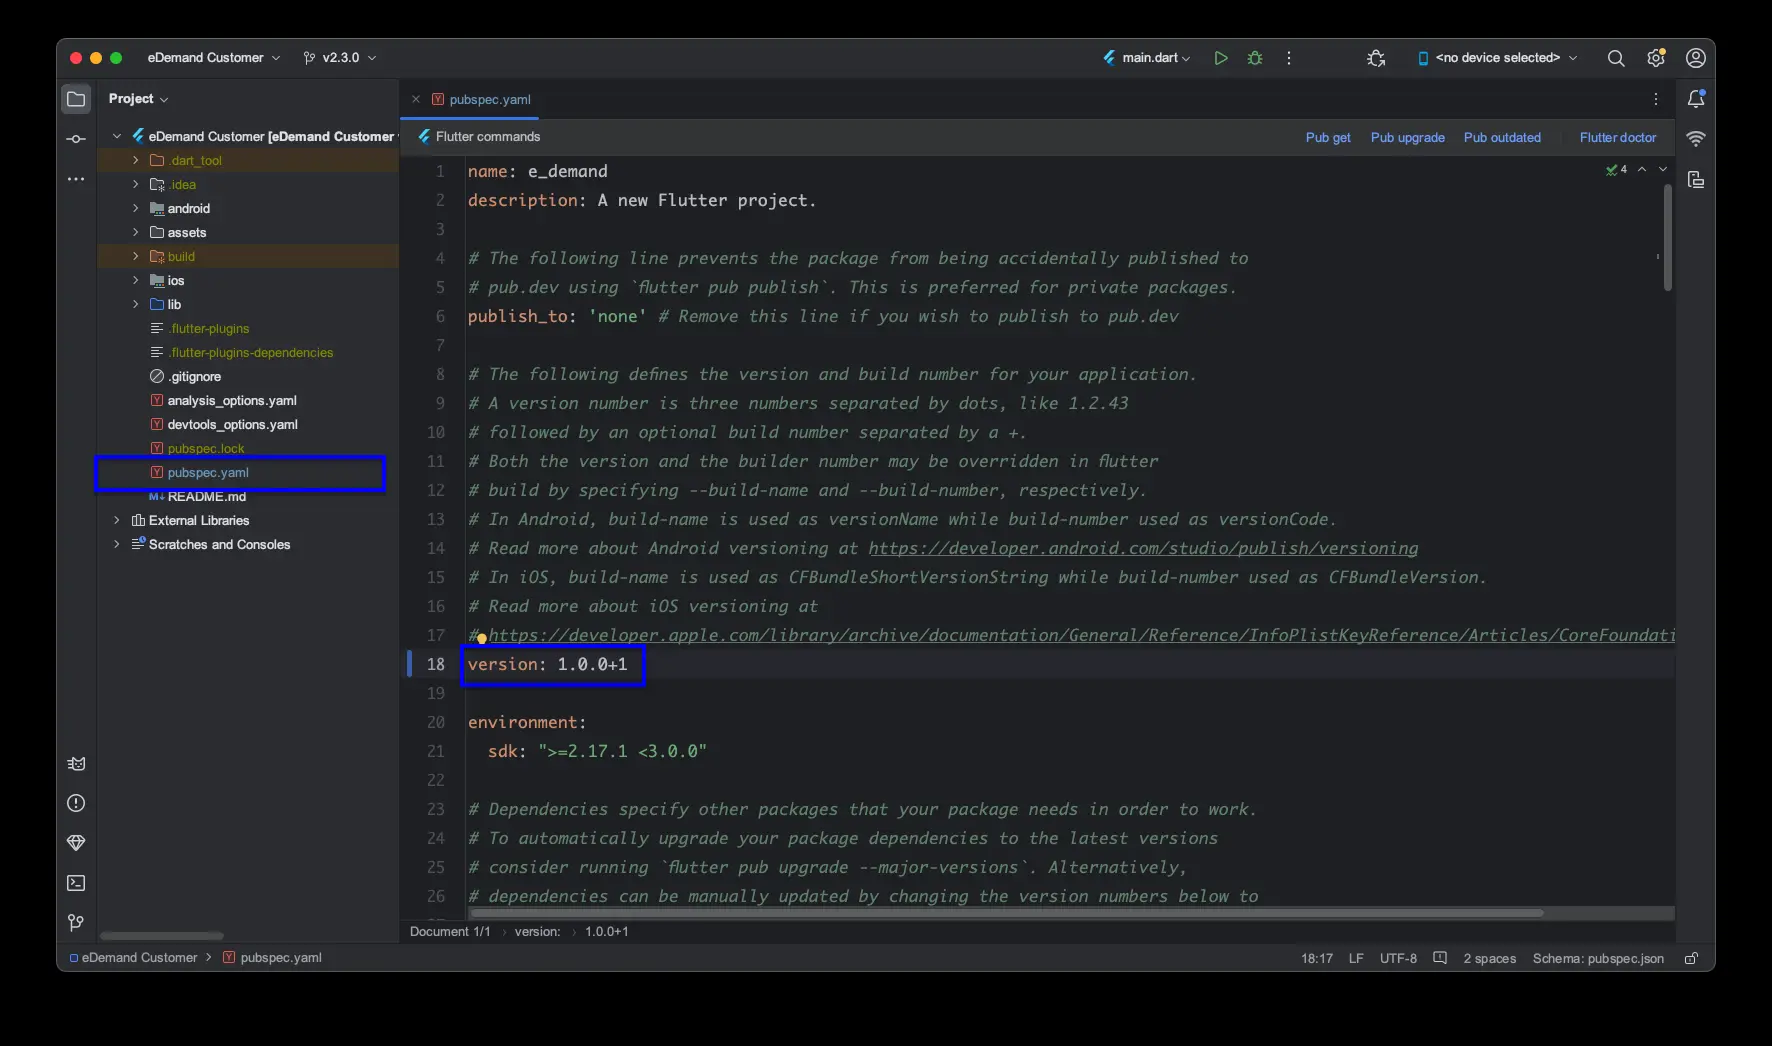 eDemand Customer
v2.3.0
main.dart
<no device selected>
Project
pubspec.yaml
eDemand Customer [eDemand Customer
.dart_tool
.idea
android
assets
build
ios
lib
.flutter-plugins
.flutter-plugins-dependencies
.gitignore
analysis_options.yaml
devtools_options.yaml
pubspec.lock
pubspec.yaml
README.md
External Libraries
Scratches and Consoles
Flutter commands
Pub get
Pub upgrade
Pub outdated
Flutter doctor
4
1 name: e_demand
2 description: A new Flutter project.
3
4 # The following line prevents the package from being accidentally published to
5 # pub.dev using `flutter pub publish`. This is preferred for private packages.
6 publish_to: 'none' # Remove this line if you wish to publish to pub.dev
7
8 # The following defines the version and build number for your application.
9 # A version number is three numbers separated by dots, like 1.2.43
10 # followed by an optional build number separated by a +.
11 # Both the version and the builder number may be overridden in flutter
12 # build by specifying --build-name and --build-number, respectively.
13 # In Android, build-name is used as versionName while build-number used as versionCode.
14 # Read more about Android versioning at https://developer.android.com/studio/publish/versioning
15 # In iOS, build-name is used as CFBundleShortVersionString while build-number used as CFBundleVersion.
16 # Read more about iOS versioning at
17 # https://developer.apple.com/library/archive/documentation/General/Reference/InfoPlistKeyReference/Articles/CoreFoundati
18 version: 1.0.0+1
19
20 environment:
21 sdk: ">=2.17.1 <3.0.0"
22
23 # Dependencies specify other packages that your package needs in order to work.
24 # To automatically upgrade your package dependencies to the latest versions
25 # consider running `flutter pub upgrade --major-versions`. Alternatively,
26 # dependencies can be manually updated by changing the version numbers below to
Document 1/1 › version: › 1.0.0+1
eDemand Customer > pubspec.yaml
18:17
LF
UTF-8
2 spaces
Schema: pubspec.json